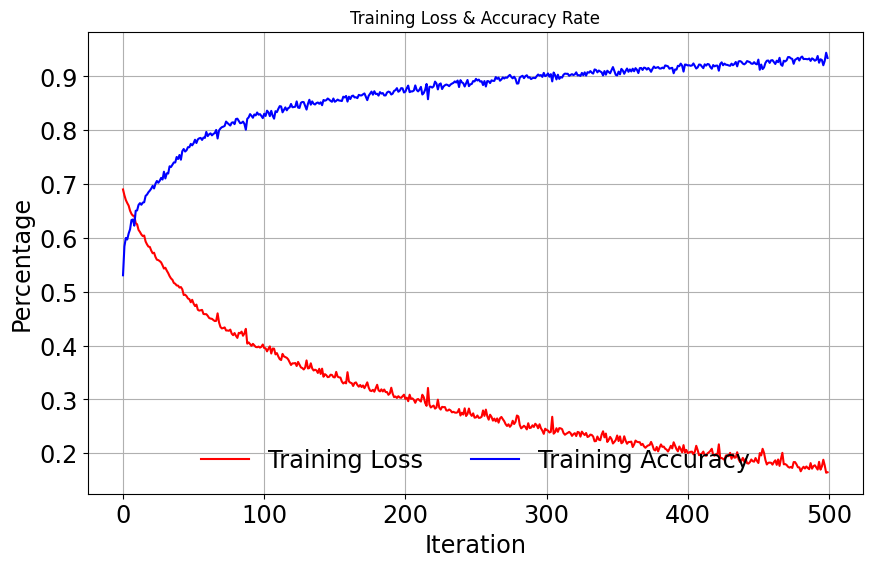 Training Loss & Accuracy Rate
0.9
0.8
0.7
0.6
0.5
0.4
0.3
0.2
Percentage
Training Loss
Training Accuracy
0
100
200
300
400
500
Iteration